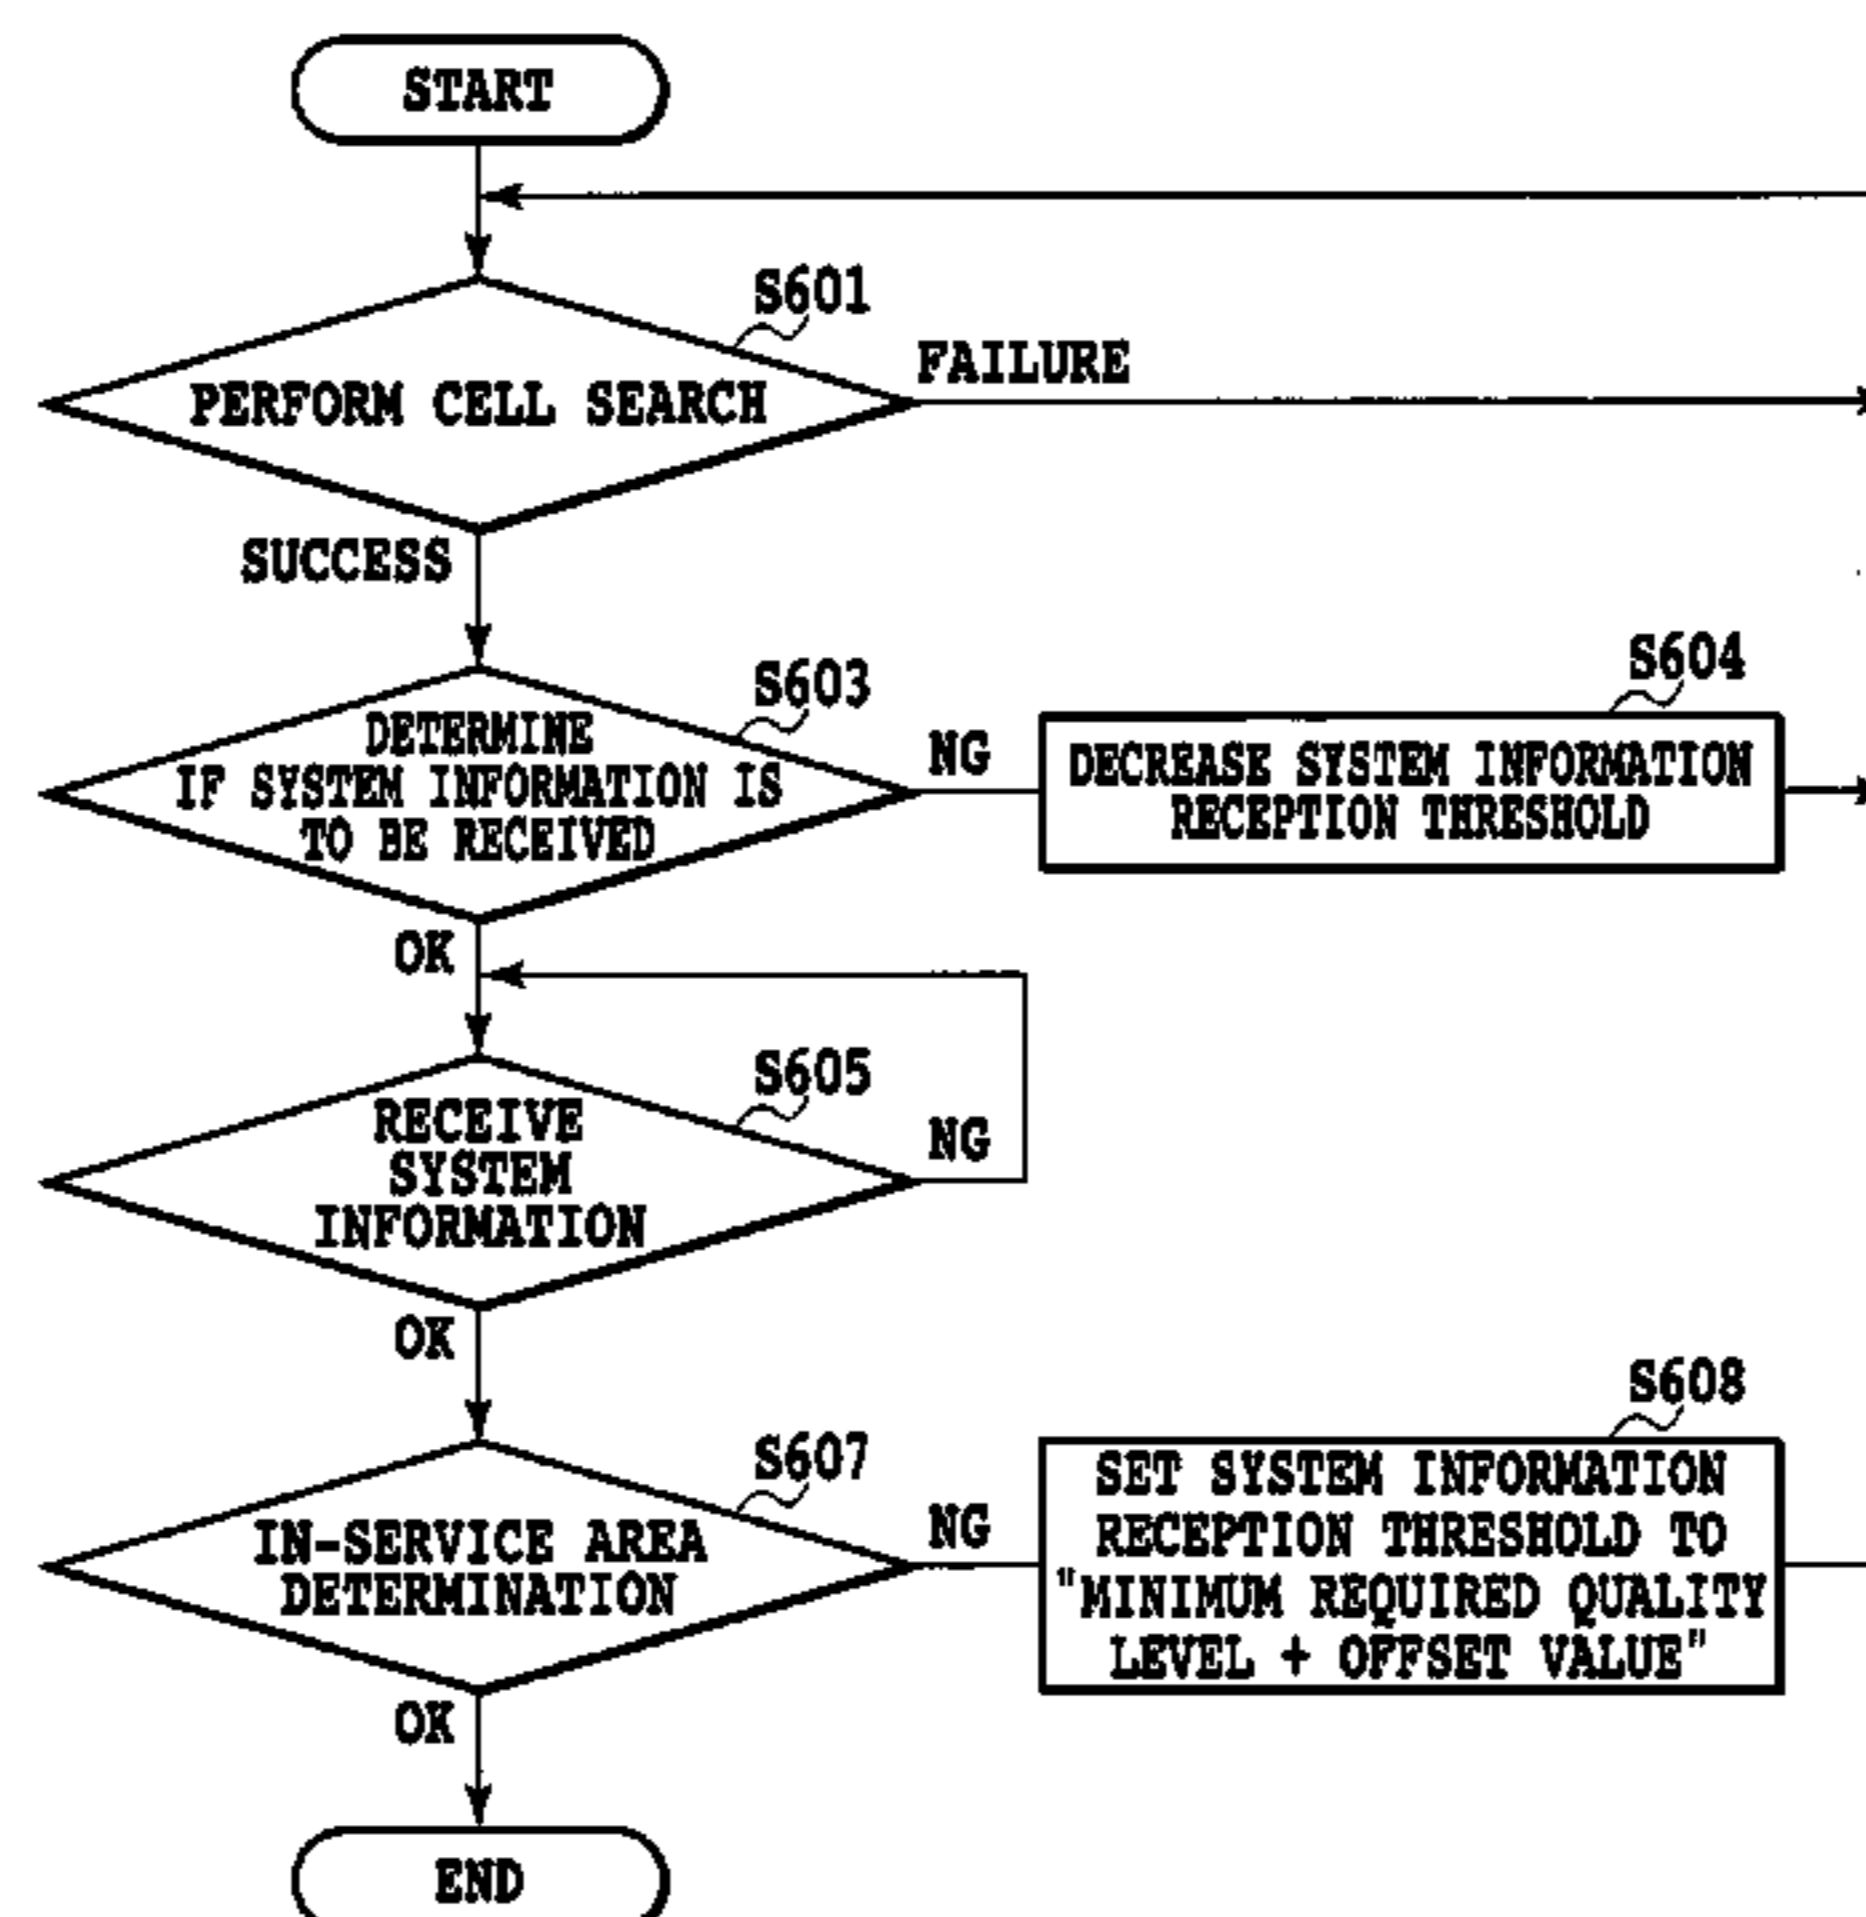 START
S601
FAILURE
PERFORM CELL SEARCH
SUCCESS
S603
S604
DETERMINE
IF SYSTEM INFORMATION IS
TO BE RECEIVED
NG
DECREASE SYSTEM INFORMATION
RECEPTION THRESHOLD
OK
S605
RECEIVE
SYSTEM
INFORMATION
NG
OK
S607
S608
IN-SERVICE AREA
DETERMINATION
NG
SET SYSTEM INFORMATION
RECEPTION THRESHOLD TO
"MINIMUM REQUIRED QUALITY
LEVEL + OFFSET VALUE"
OK
END